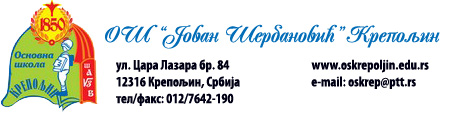 1850
Основна
школа
КРЕПОЉИН
ОШ “Јован Шербановић” Крепољин
ул. Цара Лазара бр. 84
12316 Крепољин, Србија
тел/факс: 012/7642-190
www.oskrepoljin.edu.rs
e-mail: oskrep@ptt.rs